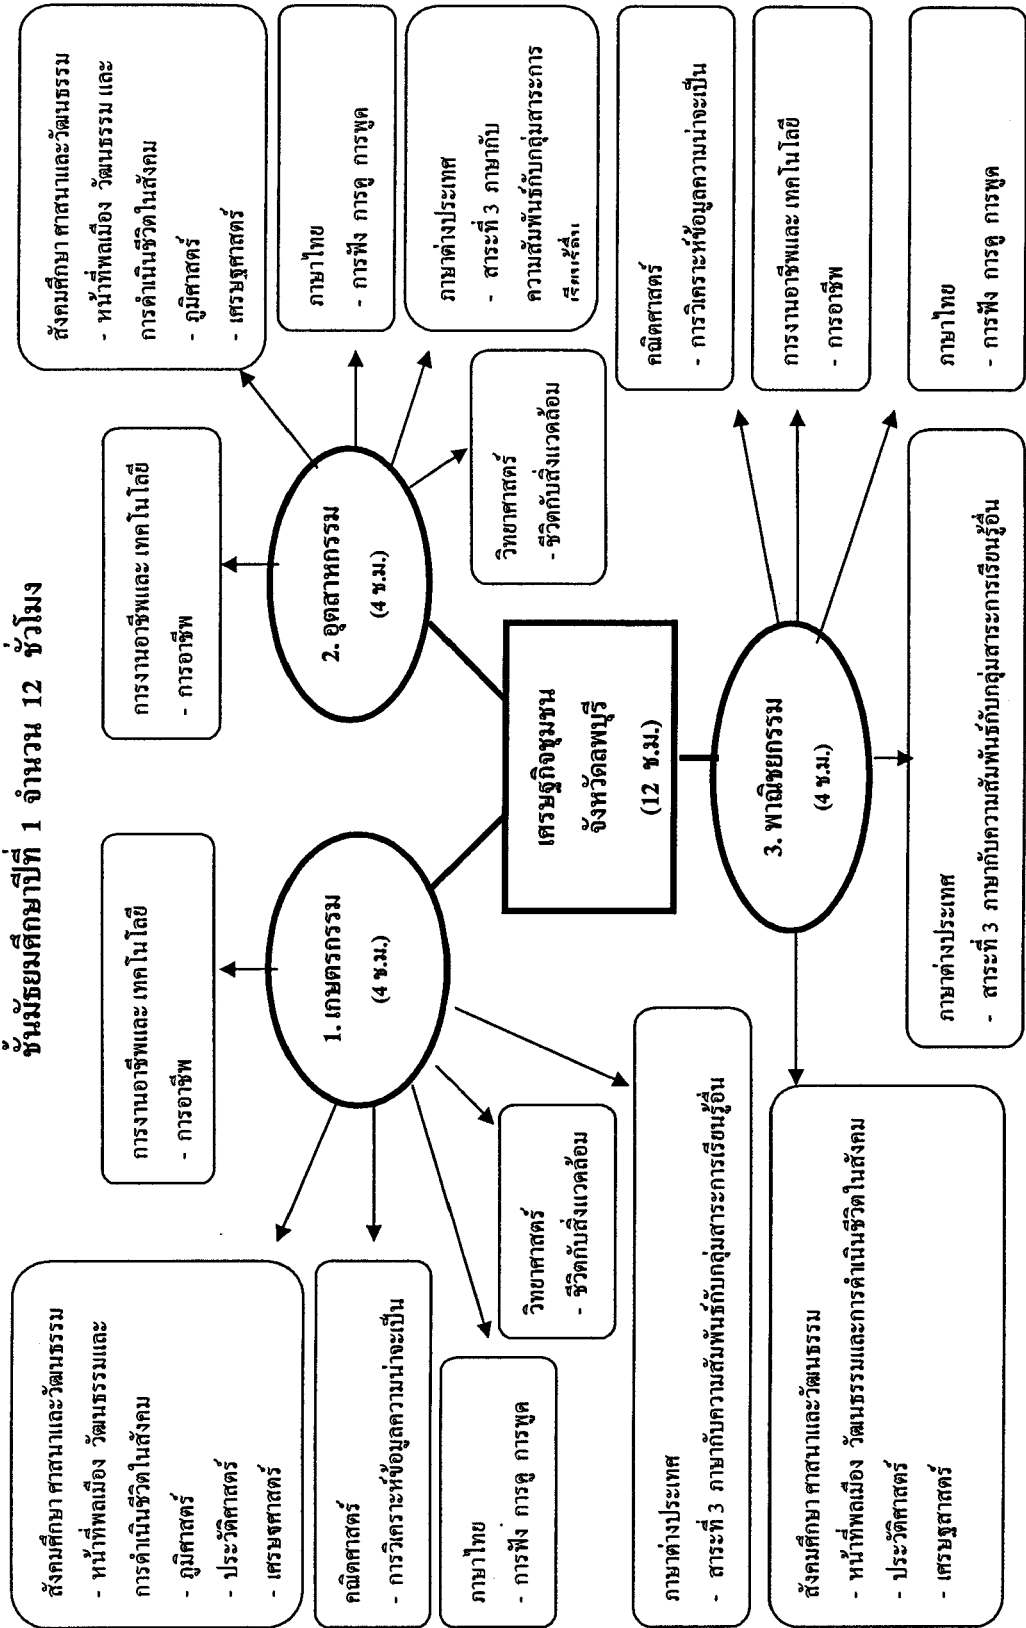 ชั้นมัธยมศึกษาปีที่ 1 จำนวน 12 ชั่วโมง
สังคมศึกษา ศาสนาและวัฒนธรรม
- หน้าที่พลเมือง วัฒนธรรมและ
การดำเนินชีวิตในสังคม
- ภูมิศาสตร์
- ประวัติศาสตร์
- เศรษฐศาสตร์
การงานอาชีพและ เทคโนโลยี
- การอาชีพ
การงานอาชีพและ เทคโนโลยี
- การอาชีพ
สังคมศึกษา ศาสนาและวัฒนธรรม
- หน้าที่พลเมือง วัฒนธรรม และ
การดำเนินชีวิตในสังคม
- ภูมิศาสตร์
- เศรษฐศาสตร์
คณิตศาสตร์
- การวิเคราะห์ข้อมูลความน่าจะเป็น
1. เกษตรกรรม
(4 ช.ม.)
2. อุตสาหกรรม
(4 ช.ม.)
ภาษาไทย
- การฟัง การดู การพูด
ภาษาไทย
- การฟัง การดู การพูด
วิทยาศาสตร์
- ชีวิตกับสิ่งแวดล้อม
วิทยาศาสตร์
- ชีวิตกับสิ่งแวดล้อม
ภาษาต่างประเทศ
- สาระที่ 3 ภาษากับ
ความสัมพันธ์กับกลุ่มสาระการ
เรียนรู้อื่น
เศรษฐกิจชุมชน
จังหวัดลพบุรี
(12 ช.ม.)
ภาษาต่างประเทศ
- สาระที่ 3 ภาษากับความสัมพันธ์กับกลุ่มสาระการเรียนรู้อื่น
คณิตศาสตร์
- การวิเคราะห์ข้อมูลความน่าจะเป็น
สังคมศึกษา ศาสนาและวัฒนธรรม
- หน้าที่พลเมือง วัฒนธรรมและการดำเนินชีวิตในสังคม
- ประวัติศาสตร์
- เศรษฐศาสตร์
3. พาณิชยกรรม
(4 ช.ม.)
การงานอาชีพและ เทคโนโลยี
- การอาชีพ
ภาษาต่างประเทศ
- สาระที่ 3 ภาษากับความสัมพันธ์กับกลุ่มสาระการเรียนรู้อื่น
ภาษาไทย
- การฟัง การดู การพูด